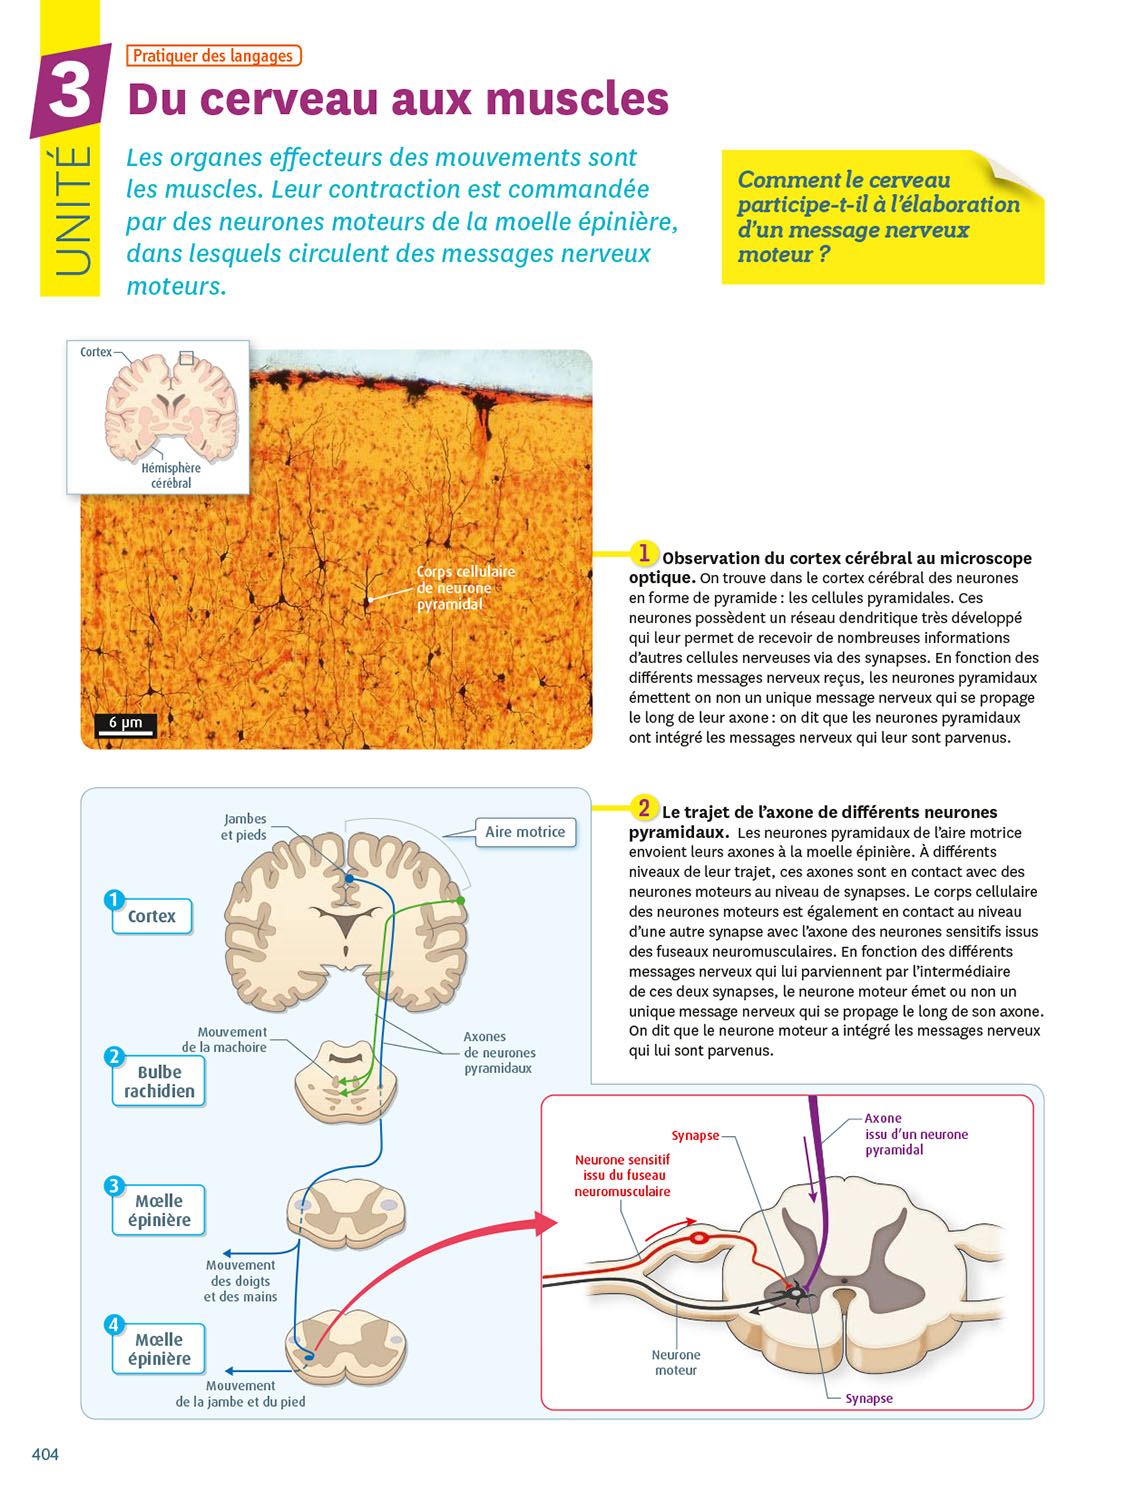 Pratiquer des langages
3
UNITÉ
Du cerveau aux muscles
Les organes effecteurs des mouvements sont
les muscles. Leur contraction est commandée
par des neurones moteurs de la moelle épinière,
dans lesquels circulent des messages nerveux
moteurs.
Comment le cerveau
participe-t-il à l'élaboration
d'un message nerveux
moteur ?
Cortex
Hémisphère
cérébral
Corps cellulaire
de neurone
pyramidal
6 µm
1 Observation du cortex cérébral au microscope
optique. On trouve dans le cortex cérébral des neurones
en forme de pyramide : les cellules pyramidales. Ces
neurones possèdent un réseau dendritique très développé
qui leur permet de recevoir de nombreuses informations
d'autres cellules nerveuses via des synapses. En fonction des
différents messages nerveux reçus, les neurones pyramidaux
émettent on non un unique message nerveux qui se propage
le long de leur axone : on dit que les neurones pyramidaux
ont intégré les messages nerveux qui leur sont parvenus.
2 Le trajet de l'axone de différents neurones
pyramidaux. Les neurones pyramidaux de l'aire motrice
envoient leurs axones à la moelle épinière. À différents
niveaux de leur trajet, ces axones sont en contact avec des
neurones moteurs au niveau de synapses. Le corps cellulaire
des neurones moteurs est également en contact au niveau
d'une autre synapse avec l'axone des neurones sensitifs issus
des fuseaux neuromusculaires. En fonction des différents
messages nerveux qui lui parviennent par l'intermédiaire
de ces deux synapses, le neurone moteur émet ou non un
unique message nerveux qui se propage le long de son axone.
On dit que le neurone moteur a intégré les messages nerveux
qui lui sont parvenus.
Jambes
et pieds
Aire motrice
1
Cortex
Mouvement
de la machoire
Axones
de neurones
pyramidaux
2
Bulbe
rachidien
3
Mœlle
épinière
Mouvement
des doigts
et des mains
4
Mœlle
épinière
Mouvement
de la jambe et du pied
Axone
issu d'un neurone
pyramidal
Synapse
Neurone sensitif
issu du fuseau
neuromusculaire
Neurone
moteur
Synapse
404